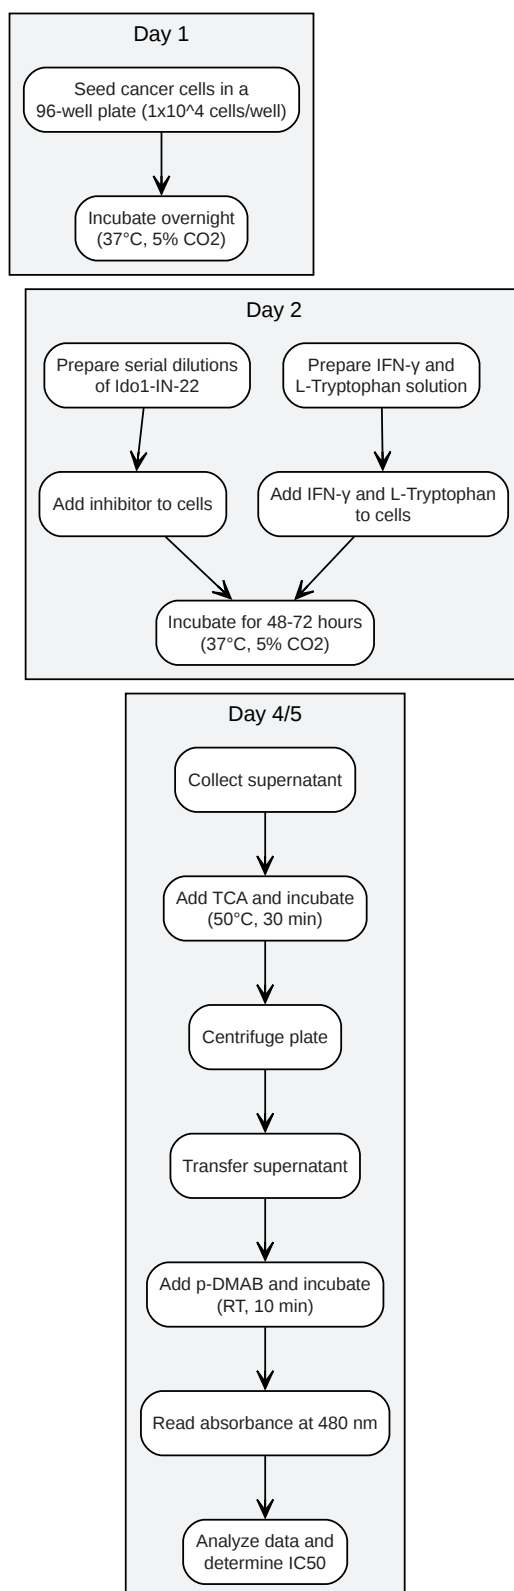 Day 1
Seed cancer cells in a
96-well plate (1x10^4 cells/well)
Incubate overnight
(37°C, 5% CO2)
Day 2
Prepare serial dilutions
of Ido1-IN-22
Prepare IFN-γ and
L-Tryptophan solution
Add inhibitor to cells
Add IFN-γ and L-Tryptophan
to cells
Incubate for 48-72 hours
(37°C, 5% CO2)
Day 4/5
Collect supernatant
Add TCA and incubate
(50°C, 30 min)
Centrifuge plate
Transfer supernatant
Add p-DMAB and incubate
(RT, 10 min)
Read absorbance at 480 nm
Analyze data and
determine IC50